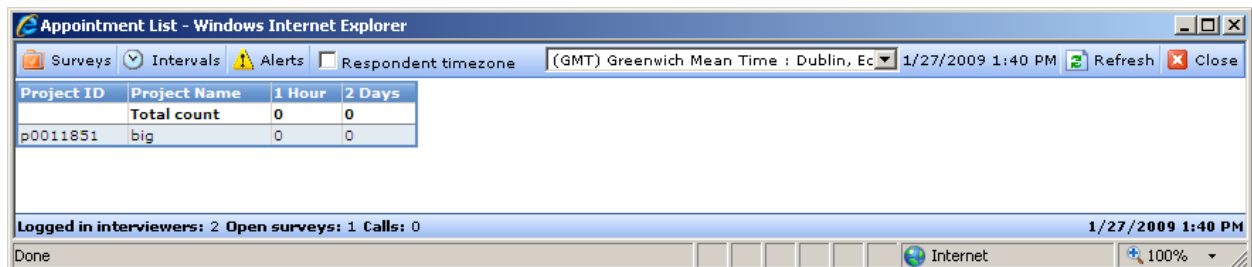 Appointment List - Windows Internet Explorer
Surveys Intervals Alerts Respondent timezone (GMT) Greenwich Mean Time : Dublin, Ec 1/27/2009 1:40 PM Refresh Close
Project ID Project Name 1 Hour 2 Days
Total count 0 0
p0011851 big 0 0
Logged in interviewers: 2 Open surveys: 1 Calls: 0 1/27/2009 1:40 PM
Done Internet 100%